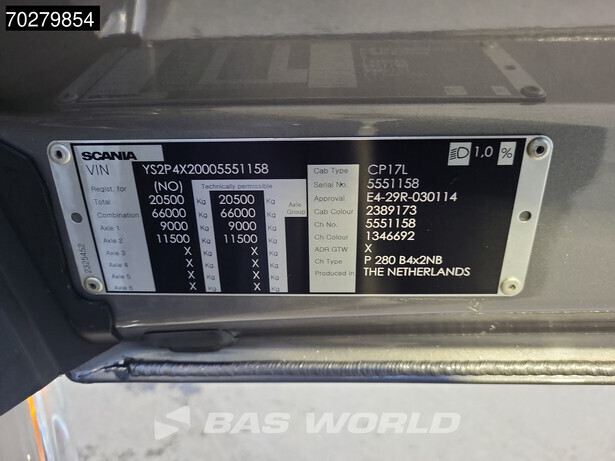 70279854
SCANIA
VIN YS2P4X20005551158
Regist. for (NO) Technically permissible
Total 20500 Kg 20500 Kg
Combination 66000 Kg 66000 Kg Axle Group
Axle 1 9000 Kg 9000 Kg
Axle 2 11500 Kg 11500 Kg
Axle 3 X Kg X Kg
Axle 4 X Kg X Kg
Axle 5 X Kg X Kg
Axle 6 X Kg X Kg
2325452
1,0 %
Cab Type CP17L
Serial No. 5551158
Approval E4-29R-030114
Cab Colour 2389173
Ch No. 5551158
Ch Colour 1346692
ADR GTW X
Ch Type P 280 B4x2NB
Produced in THE NETHERLANDS
BAS WORLD